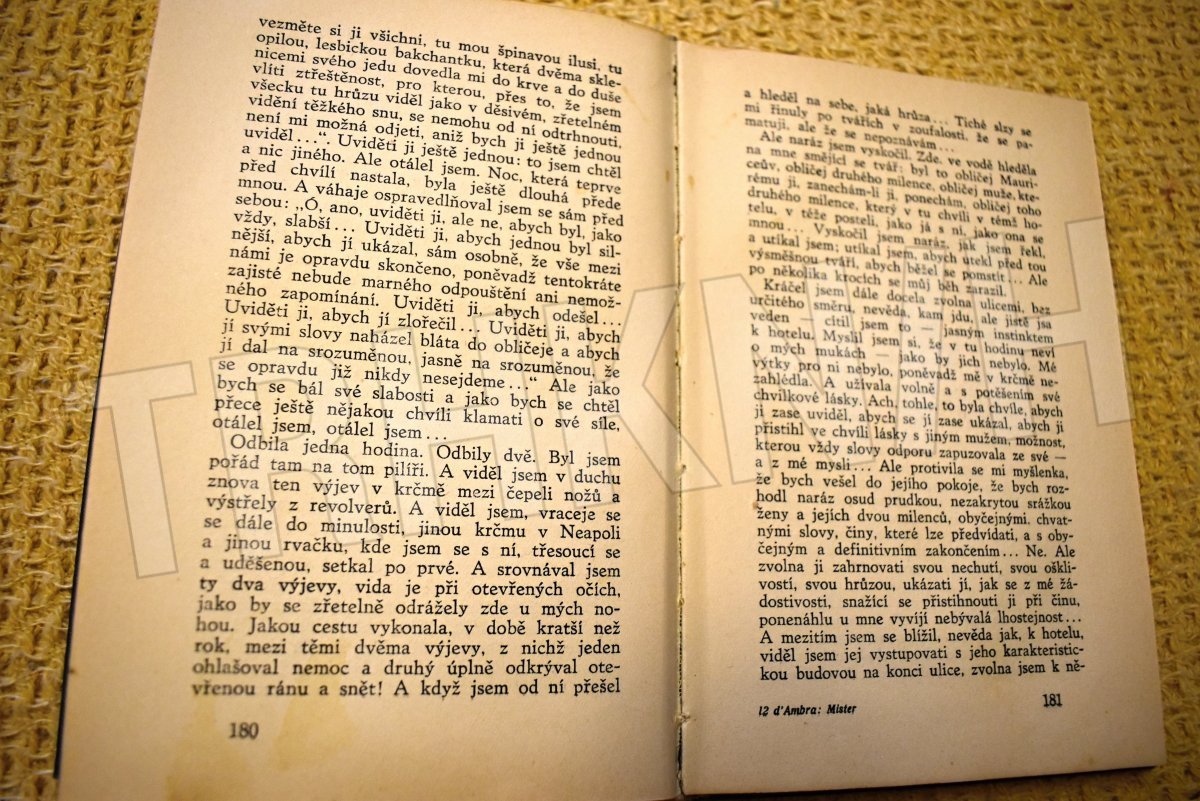 vezměte si ji všichni, tu mou špinavou ilusi, tu
opilou, lesbickou bakchantku, která dvěma skle-
nicemi svého jedu dovedla mi do krve a do duše
vlíti ztřeštěnost, pro kterou, přes to, že jsem
všecku tu hrůzu viděl jako v děsivém, zřetelném
vidění těžkého snu, se nemohu od ní odtrhnouti,
není mi možná odjeti, aniž bych ji ještě jednou
uviděl...“. Uviděti ji ještě jednou: to jsem chtěl
a nic jiného. Ale otálel jsem. Noc, která teprve
před chvílí nastala, byla ještě dlouhá přede
mnou. A váhaje ospravedlňoval jsem se sám před
sebou: „Ó, ano, uviděti ji, ale ne, abych byl, jako
vždy, slabší... Uviděti ji, abych jednou byl sil-
nější, abych jí ukázal, sám osobně, že vše mezi
námi je opravdu skončeno, poněvadž tentokráte
zajisté nebude marného odpouštění ani nemož-
ného zapomínání. Uviděti ji, abych odešel...
Uviděti ji, abych jí zlořečil... Uviděti ji, abych
jí svými slovy naházel bláta do obličeje a abych
jí dal na srozuměnou, jasně na srozuměnou, že
se opravdu již nikdy nesejdeme...“ Ale jako
bych se bál své slabosti a jako bych se chtěl
přece ještě nějakou chvíli klamati o své síle,
otálel jsem, otálel jsem...
Odbila jedna hodina. Odbily dvě. Byl jsem
pořád tam na tom pilíři. A viděl jsem v duchu
znova ten výjev v krčmě mezi čepeli nožů a
výstřely z revolverů. A viděl jsem, vraceje se
se dále do minulosti, jinou krčmu v Neapoli
a jinou rvačku, kde jsem se s ní, třesoucí se
a uděšenou, setkal po prvé. A srovnával jsem
ty dva výjevy, vida je při otevřených očích,
jako by se zřetelně odrážely zde u mých no-
hou. Jakou cestu vykonala, v době kratší než
rok, mezi těmi dvěma výjevy, z nichž jeden
ohlašoval nemoc a druhý úplně odkrýval ote-
vřenou ránu a snět! A když jsem od ní přešel
180
a hleděl na sebe, jaká hrůza... Tiché slzy se
mi řinuly po tvářích v zoufalosti, že se pa-
matuji, ale že se nepoznávám...
Ale naráz jsem vyskočil. Zde, ve vodě hleděla
na mne smějící se tvář: byl to obličej Mauri-
ceův, obličej druhého milence, obličej muže, kte-
rému ji, zanechám-li ji, ponechám, obličej toho
druhého milence, který v tu chvíli v témž ho-
telu, v téže posteli, jako já s ní, jako ona se
mnou... Vyskočil jsem naráz, jak jsem řekl,
a utíkal jsem; utíkal jsem, abych utekl před tou
výsměšnou tváří, abych běžel se pomstít... Ale
po několika krocích se můj běh zarazil.
Kráčel jsem dále docela zvolna ulicemi, bez
určitého směru, nevěda, kam jdu, ale jistě jsa
veden — cítil jsem to — jasným instinktem
k hotelu. Myslil jsem si, že v tu hodinu neví
o mých mukách — jako by jich nebylo. Mé
výtky pro ni nebylo, poněvadž mě v krčmě ne-
zahlédla. A užívala volně a s potěšením své
chvilkové lásky. Ach, tohle, to byla chvíle, abych
ji zase uviděl, abych se jí zase ukázal, abych ji
přistihl ve chvíli lásky s jiným mužem, možnost,
kterou vždy slovy odporu zapuzovala ze své —
a z mé mysli... Ale protivila se mi myšlenka,
že bych vešel do jejího pokoje, že bych roz-
hodl naráz osud prudkou, nezakrytou srážkou
ženy a jejích dvou milenců, obyčejnými, chvat-
nými slovy, činy, které lze předvídati, a s oby-
čejným a definitivním zakončením... Ne. Ale
zvolna ji zahrnovati svou nechutí, svou ošk‌li-
vostí, svou hrůzou, ukázati jí, jak se z mé žá-
dostivosti, snažící se přistihnouti ji při činu,
ponenáhlu u mne vyvíjí nebývalá lhostejnost...
A mezitím jsem se blížil, nevěda jak, k hotelu,
viděl jsem jej vystupovati s jeho karakteristic-
kou budovou na konci ulice, zvolna jsem k ně-
12 d'Ambra: Mister
181